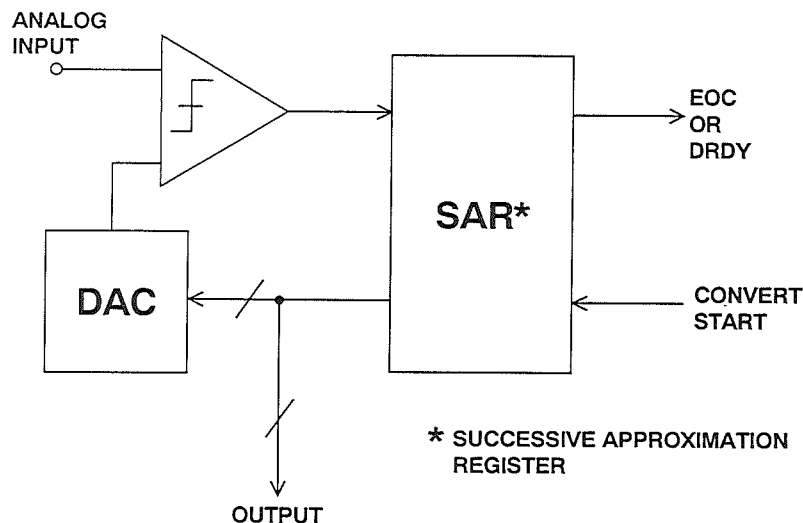 ANALOG
INPUT
EOC
OR
DRDY
SAR*
DAC
CONVERT
START
* SUCCESSIVE APPROXIMATION
REGISTER
OUTPUT